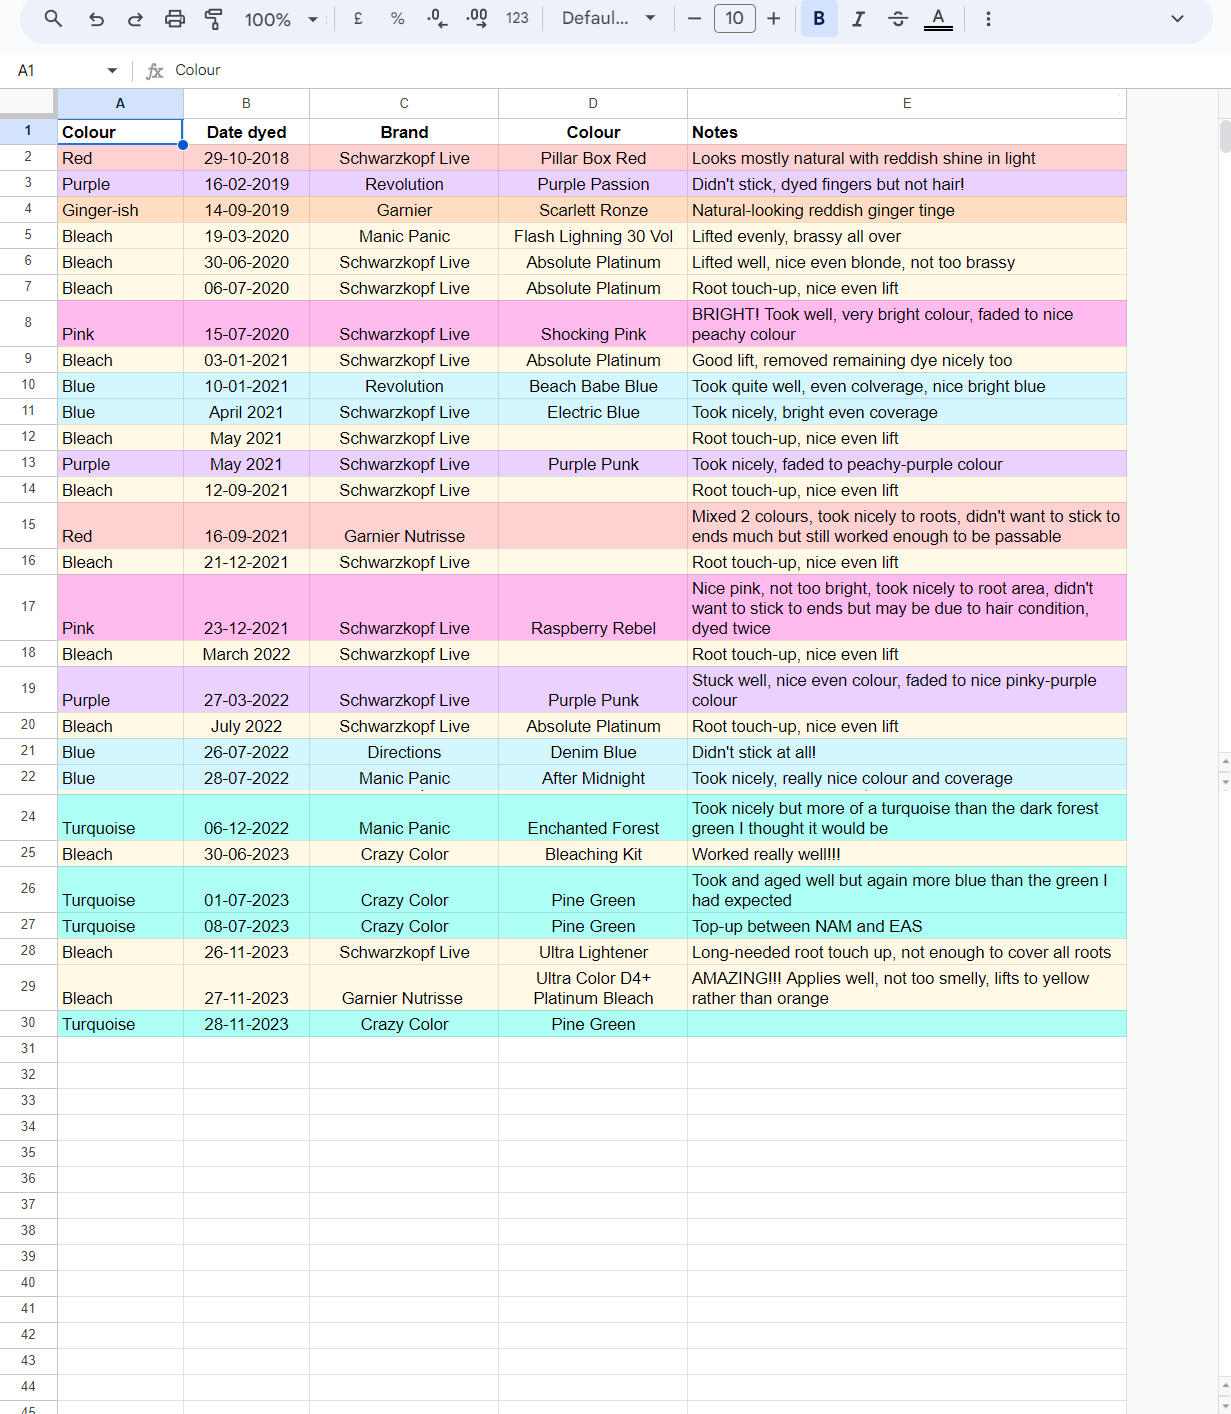 100% £ % .0 .00 123 Defaul... 10 B I S A
A1 fx Colour
A B C D E
1 Colour Date dyed Brand Colour Notes
2 Red 29-10-2018 Schwarzkopf Live Pillar Box Red Looks mostly natural with reddish shine in light
3 Purple 16-02-2019 Revolution Purple Passion Didn't stick, dyed fingers but not hair!
4 Ginger-ish 14-09-2019 Garnier Scarlett Ronze Natural-looking reddish ginger tinge
5 Bleach 19-03-2020 Manic Panic Flash Lighning 30 Vol Lifted evenly, brassy all over
6 Bleach 30-06-2020 Schwarzkopf Live Absolute Platinum Lifted well, nice even blonde, not too brassy
7 Bleach 06-07-2020 Schwarzkopf Live Absolute Platinum Root touch-up, nice even lift
BRIGHT! Took well, very bright colour, faded to nice
8 Pink 15-07-2020 Schwarzkopf Live Shocking Pink peachy colour
9 Bleach 03-01-2021 Schwarzkopf Live Absolute Platinum Good lift, removed remaining dye nicely too
10 Blue 10-01-2021 Revolution Beach Babe Blue Took quite well, even colverage, nice bright blue
11 Blue April 2021 Schwarzkopf Live Electric Blue Took nicely, bright even coverage
12 Bleach May 2021 Schwarzkopf Live Root touch-up, nice even lift
13 Purple May 2021 Schwarzkopf Live Purple Punk Took nicely, faded to peachy-purple colour
14 Bleach 12-09-2021 Schwarzkopf Live Root touch-up, nice even lift
Mixed 2 colours, took nicely to roots, didn't want to stick to
15 Red 16-09-2021 Garnier Nutrisse ends much but still worked enough to be passable
16 Bleach 21-12-2021 Schwarzkopf Live Root touch-up, nice even lift
Nice pink, not too bright, took nicely to root area, didn't
17 want to stick to ends but may be due to hair condition,
Pink 23-12-2021 Schwarzkopf Live Raspberry Rebel dyed twice
18 Bleach March 2022 Schwarzkopf Live Root touch-up, nice even lift
Stuck well, nice even colour, faded to nice pinky-purple
19 Purple 27-03-2022 Schwarzkopf Live Purple Punk colour
20 Bleach July 2022 Schwarzkopf Live Absolute Platinum Root touch-up, nice even lift
21 Blue 26-07-2022 Directions Denim Blue Didn't stick at all!
22 Blue 28-07-2022 Manic Panic After Midnight Took nicely, really nice colour and coverage
Took nicely but more of a turquoise than the dark forest
24 Turquoise 06-12-2022 Manic Panic Enchanted Forest green I thought it would be
25 Bleach 30-06-2023 Crazy Color Bleaching Kit Worked really well!!!
Took and aged well but again more blue than the green I
26 Turquoise 01-07-2023 Crazy Color Pine Green had expected
27 Turquoise 08-07-2023 Crazy Color Pine Green Top-up between NAM and EAS
28 Bleach 26-11-2023 Schwarzkopf Live Ultra Lightener Long-needed root touch up, not enough to cover all roots
Ultra Color D4+ AMAZING!!! Applies well, not too smelly, lifts to yellow
29 Bleach 27-11-2023 Garnier Nutrisse Platinum Bleach rather than orange
30 Turquoise 28-11-2023 Crazy Color Pine Green
31
32
33
34
35
36
37
38
39
40
41
42
43
44
45